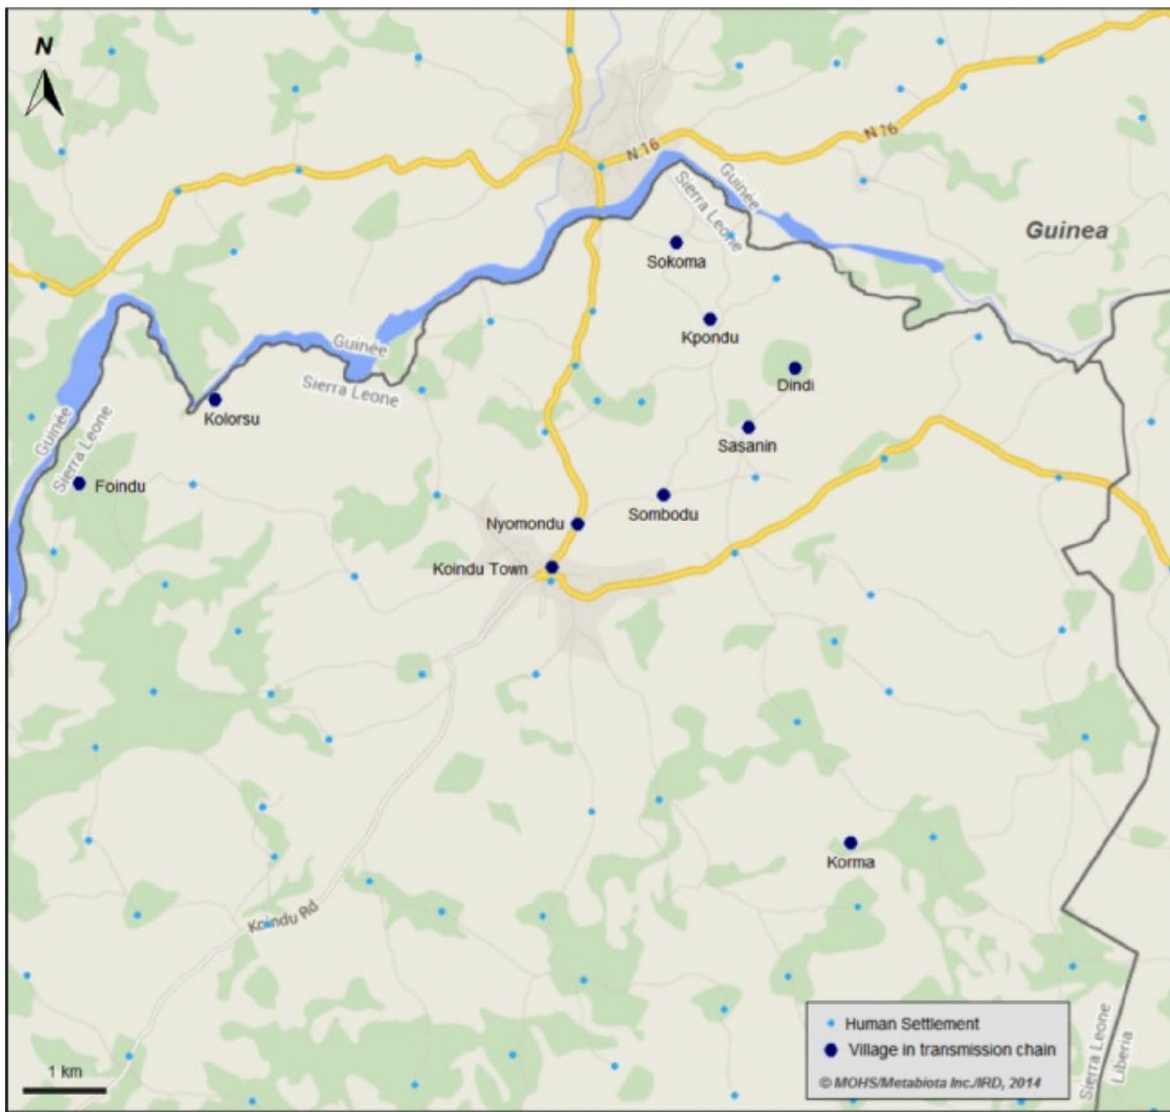 N
N 16
N 16
Guinée
Sierra Leone
Guinea
Sokoma
Kpondu
Guinée
Sierra Leone
Dindi
Kolorsu
Guinée
Sierra Leone
Sasanin
Foindu
Sombodu
Nyomondu
Koindu Town
Korma
Koindu Rd
Human Settlement
Village in transmission chain
© MOHS/Metabiota Inc./IRD, 2014
Sierra Leone
Liberia
1 km